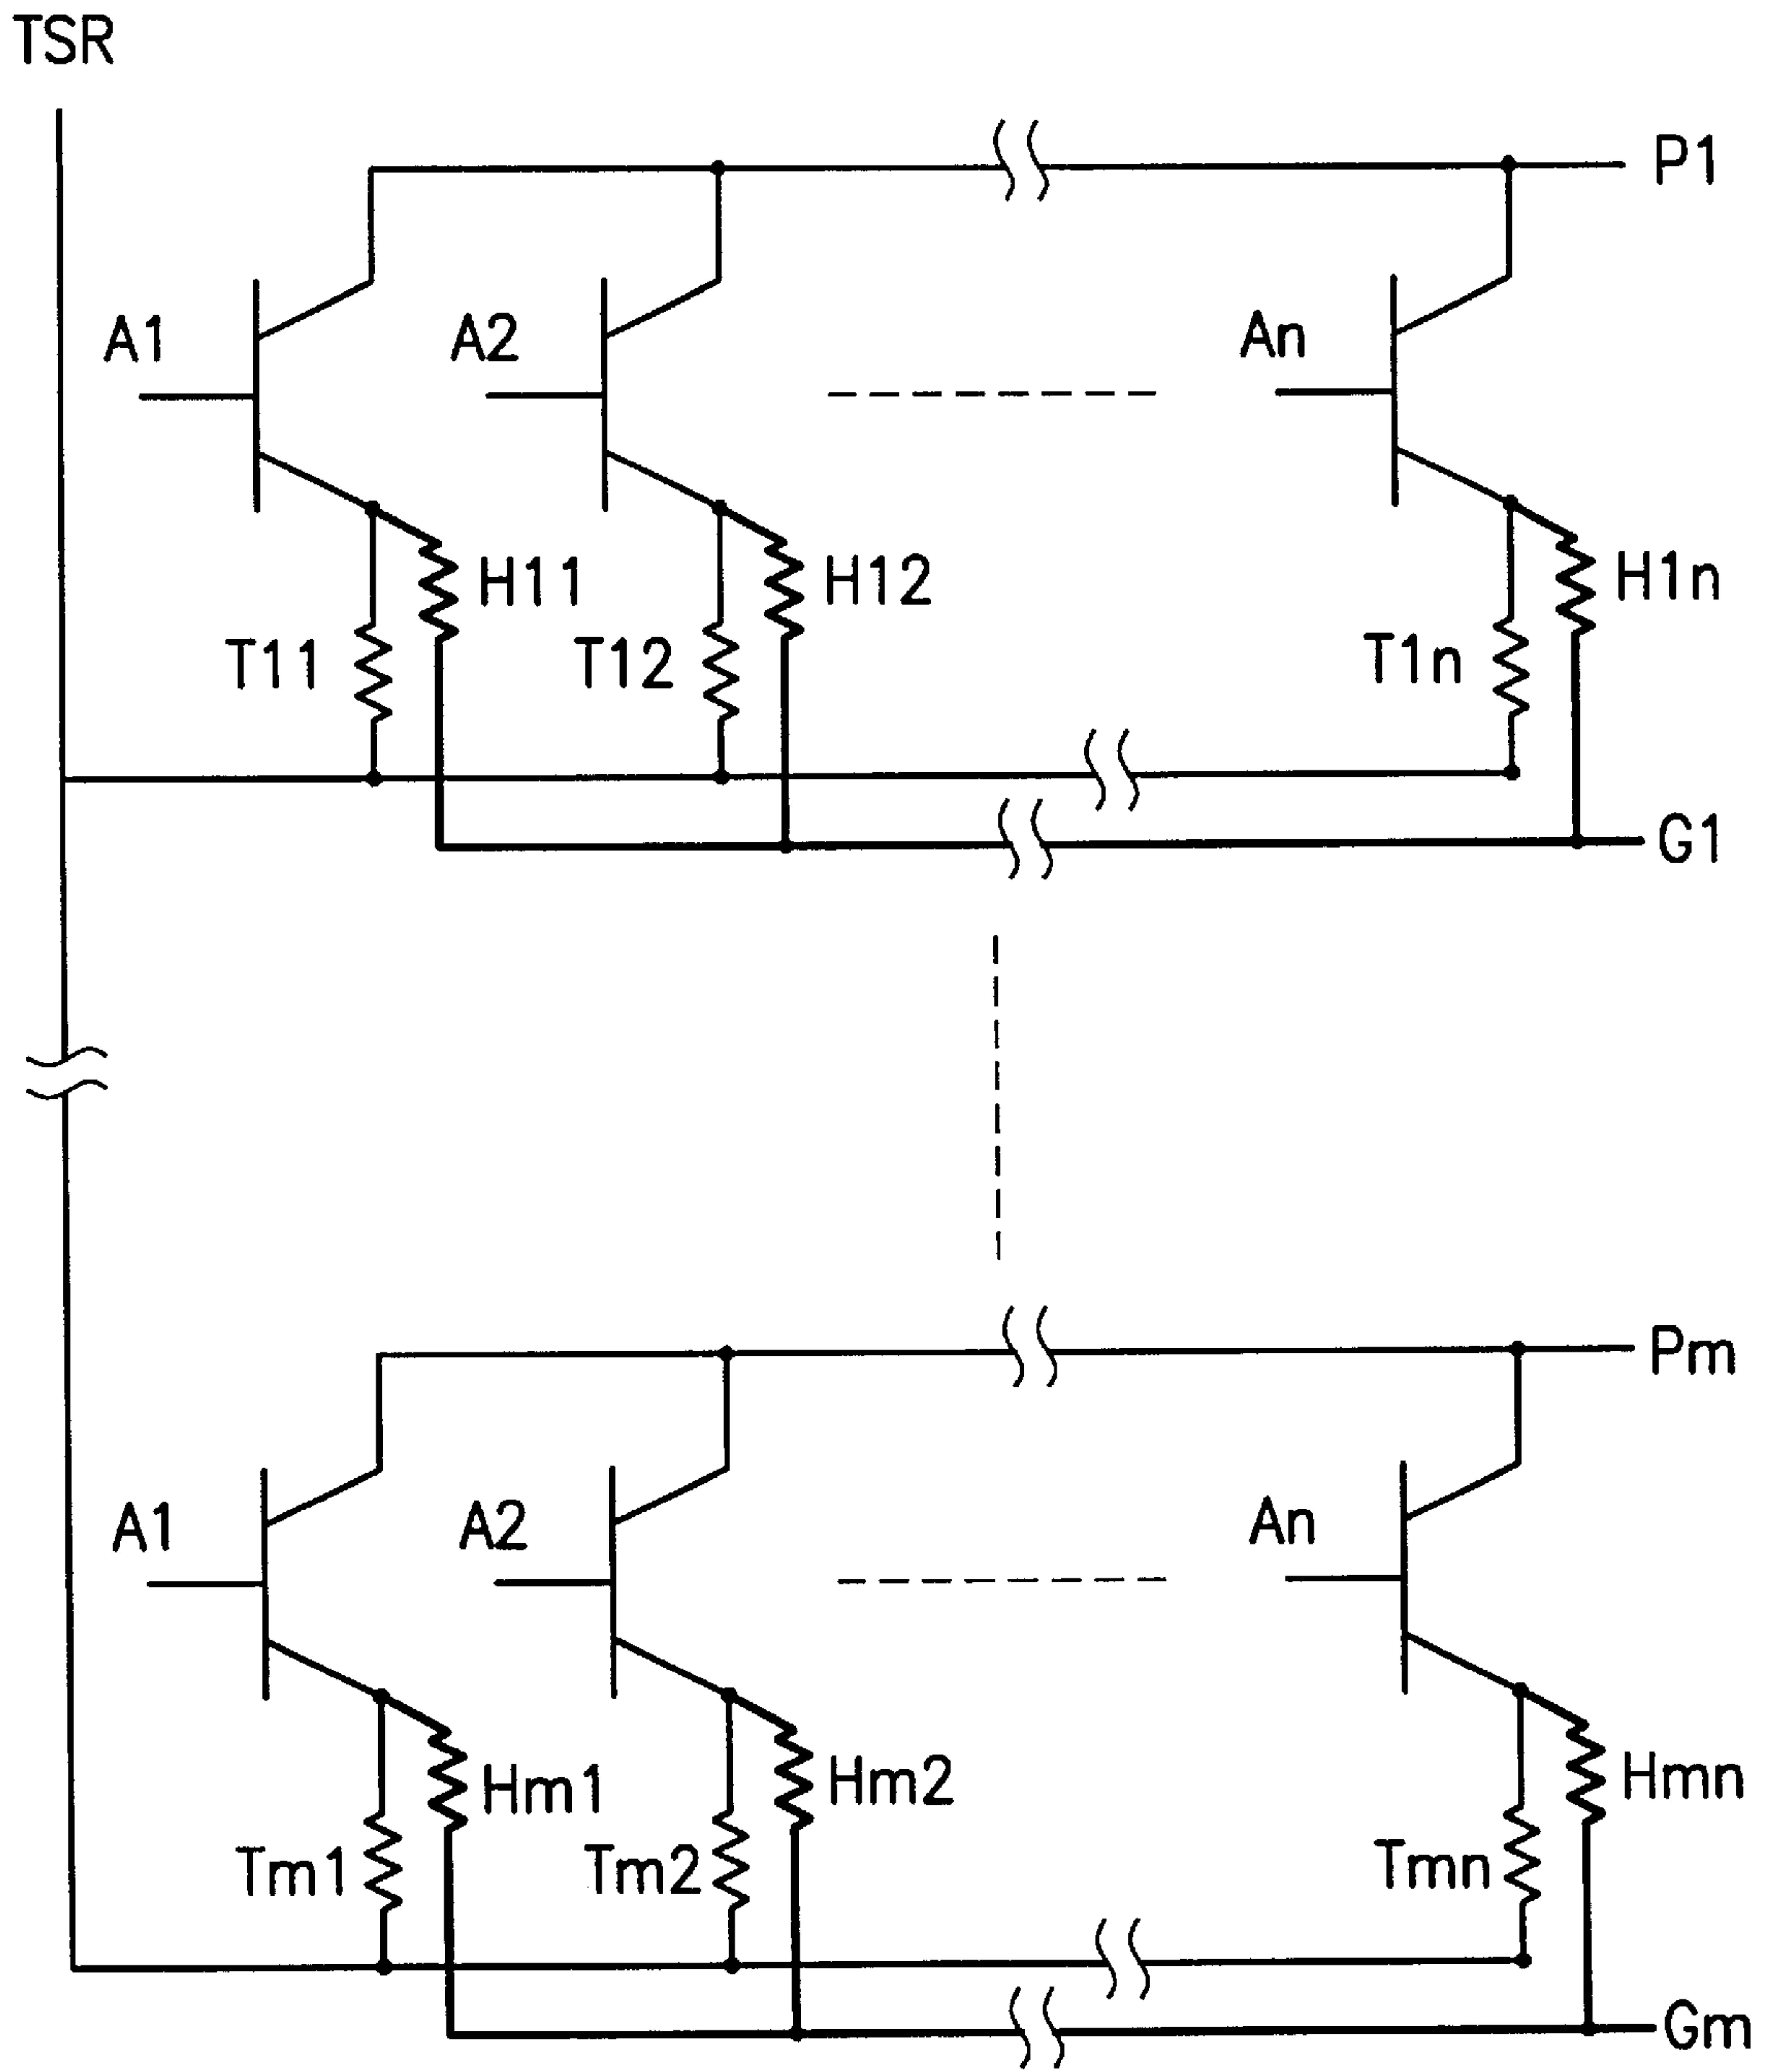 TSR
P1
A1
A2
An
H11
H12
H1n
T11
T12
T1n
G1
Pm
A1
A2
An
Hm1
Hm2
Hmn
Tm1
Tm2
Tmn
Gm